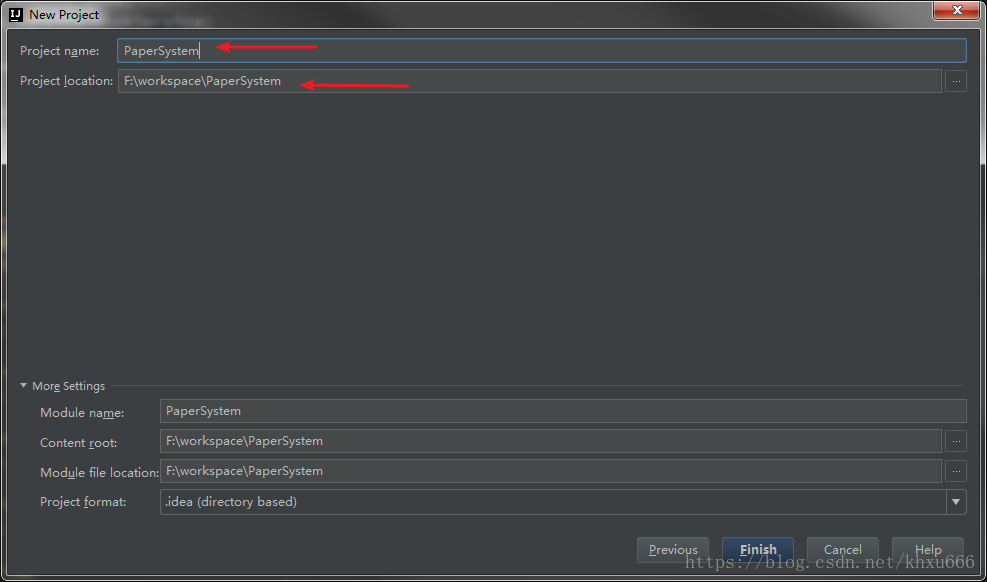 New Project
Project name: PaperSystem
Project location: F:\workspace\PaperSystem ...
More Settings
Module name: PaperSystem
Content root: F:\workspace\PaperSystem ...
Module file location: F:\workspace\PaperSystem ...
Project format: .idea (directory based)
Previous Finish Cancel Help
https://blog.csdn.net/khxu666